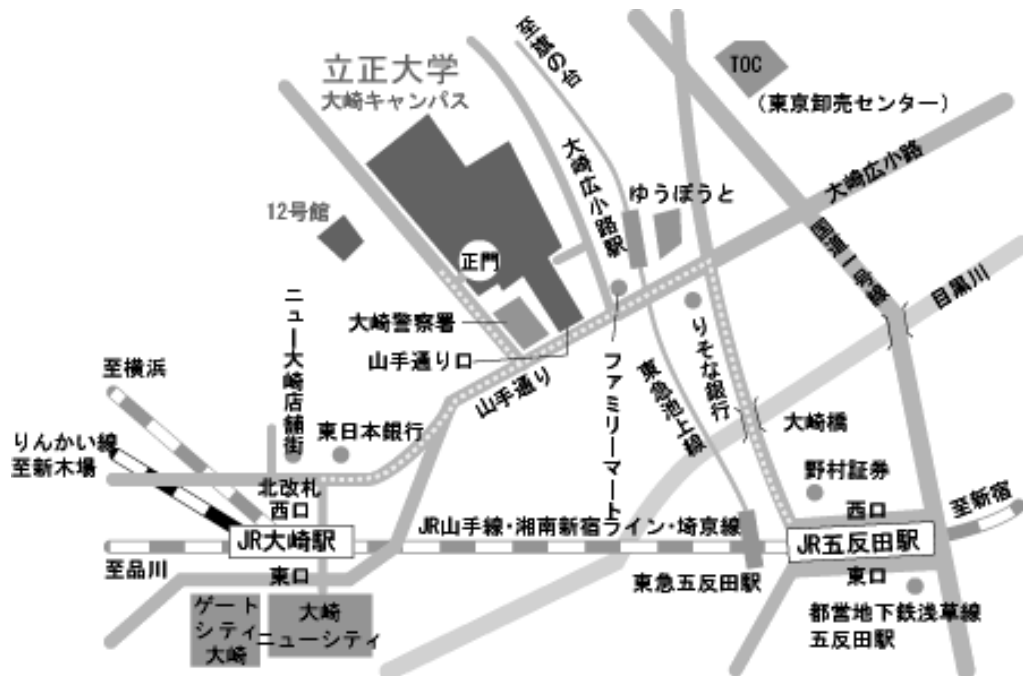 立正大学
大崎キャンパス
至旗の台
TOC
(東京卸売センター)
大崎広小路
12号館
正門
大崎広小路駅
ゆうぽうと
国道一号線
目黒川
大崎警察署
山手通り口
山手通り
ファミリーマート
りそな銀行
東急池上線
大崎橋
ニュー大崎店舗街
至横浜
りんかい線
至新木場
東日本銀行
北改札
西口
JR大崎駅
東口
至品川
JR山手線・湘南新宿ライン・埼京線
野村証券
西口
至新宿
JR五反田駅
東口
東急五反田駅
都営地下鉄浅草線
五反田駅
ゲート
シティ
大崎
大崎
ニューシティ